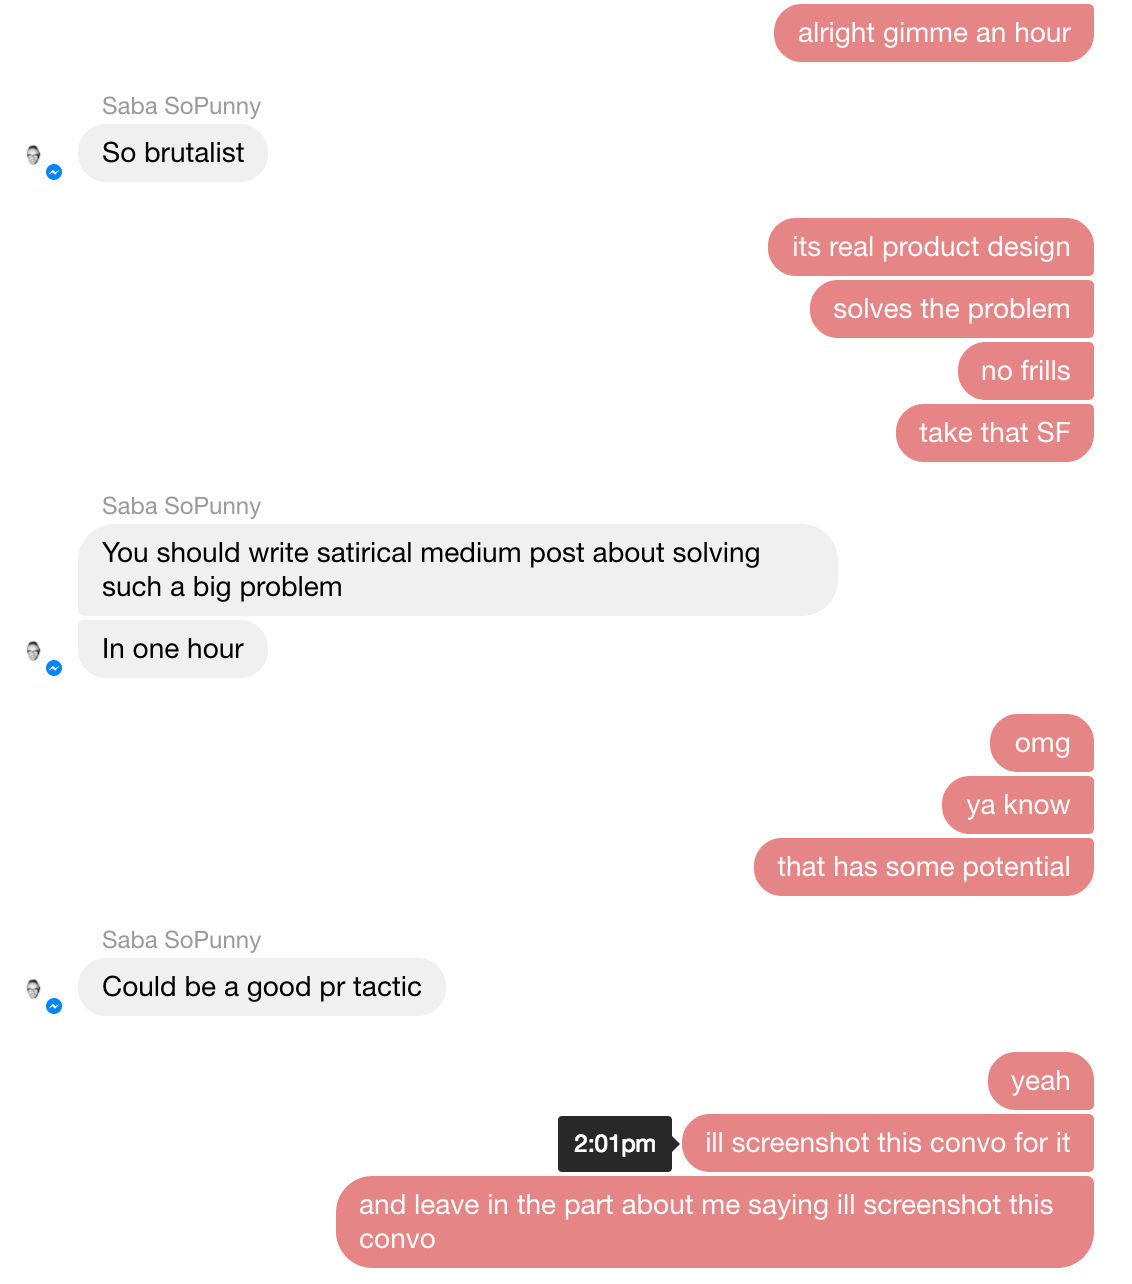 alright gimme an hour
Saba SoPunny
So brutalist
its real product design
solves the problem
no frills
take that SF
Saba SoPunny
You should write satirical medium post about solving
such a big problem
In one hour
omg
ya know
that has some potential
Saba SoPunny
Could be a good pr tactic
yeah
2:01pm
ill screenshot this convo for it
and leave in the part about me saying ill screenshot this
convo